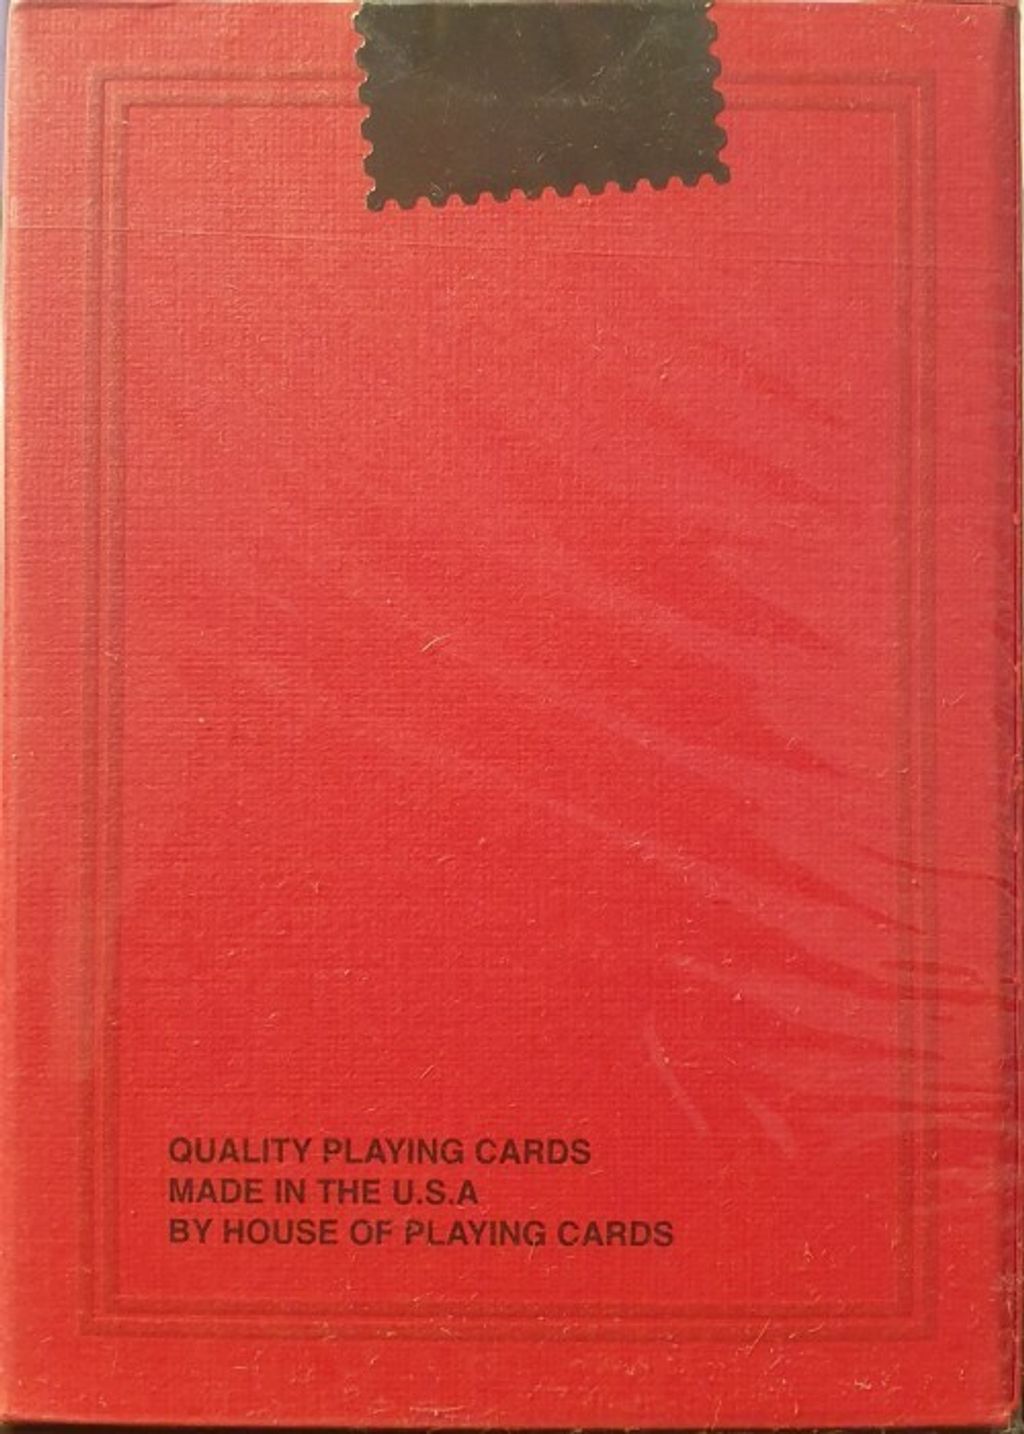 QUALITY PLAYING CARDS
MADE IN THE U.S.A
BY HOUSE OF PLAYING CARDS